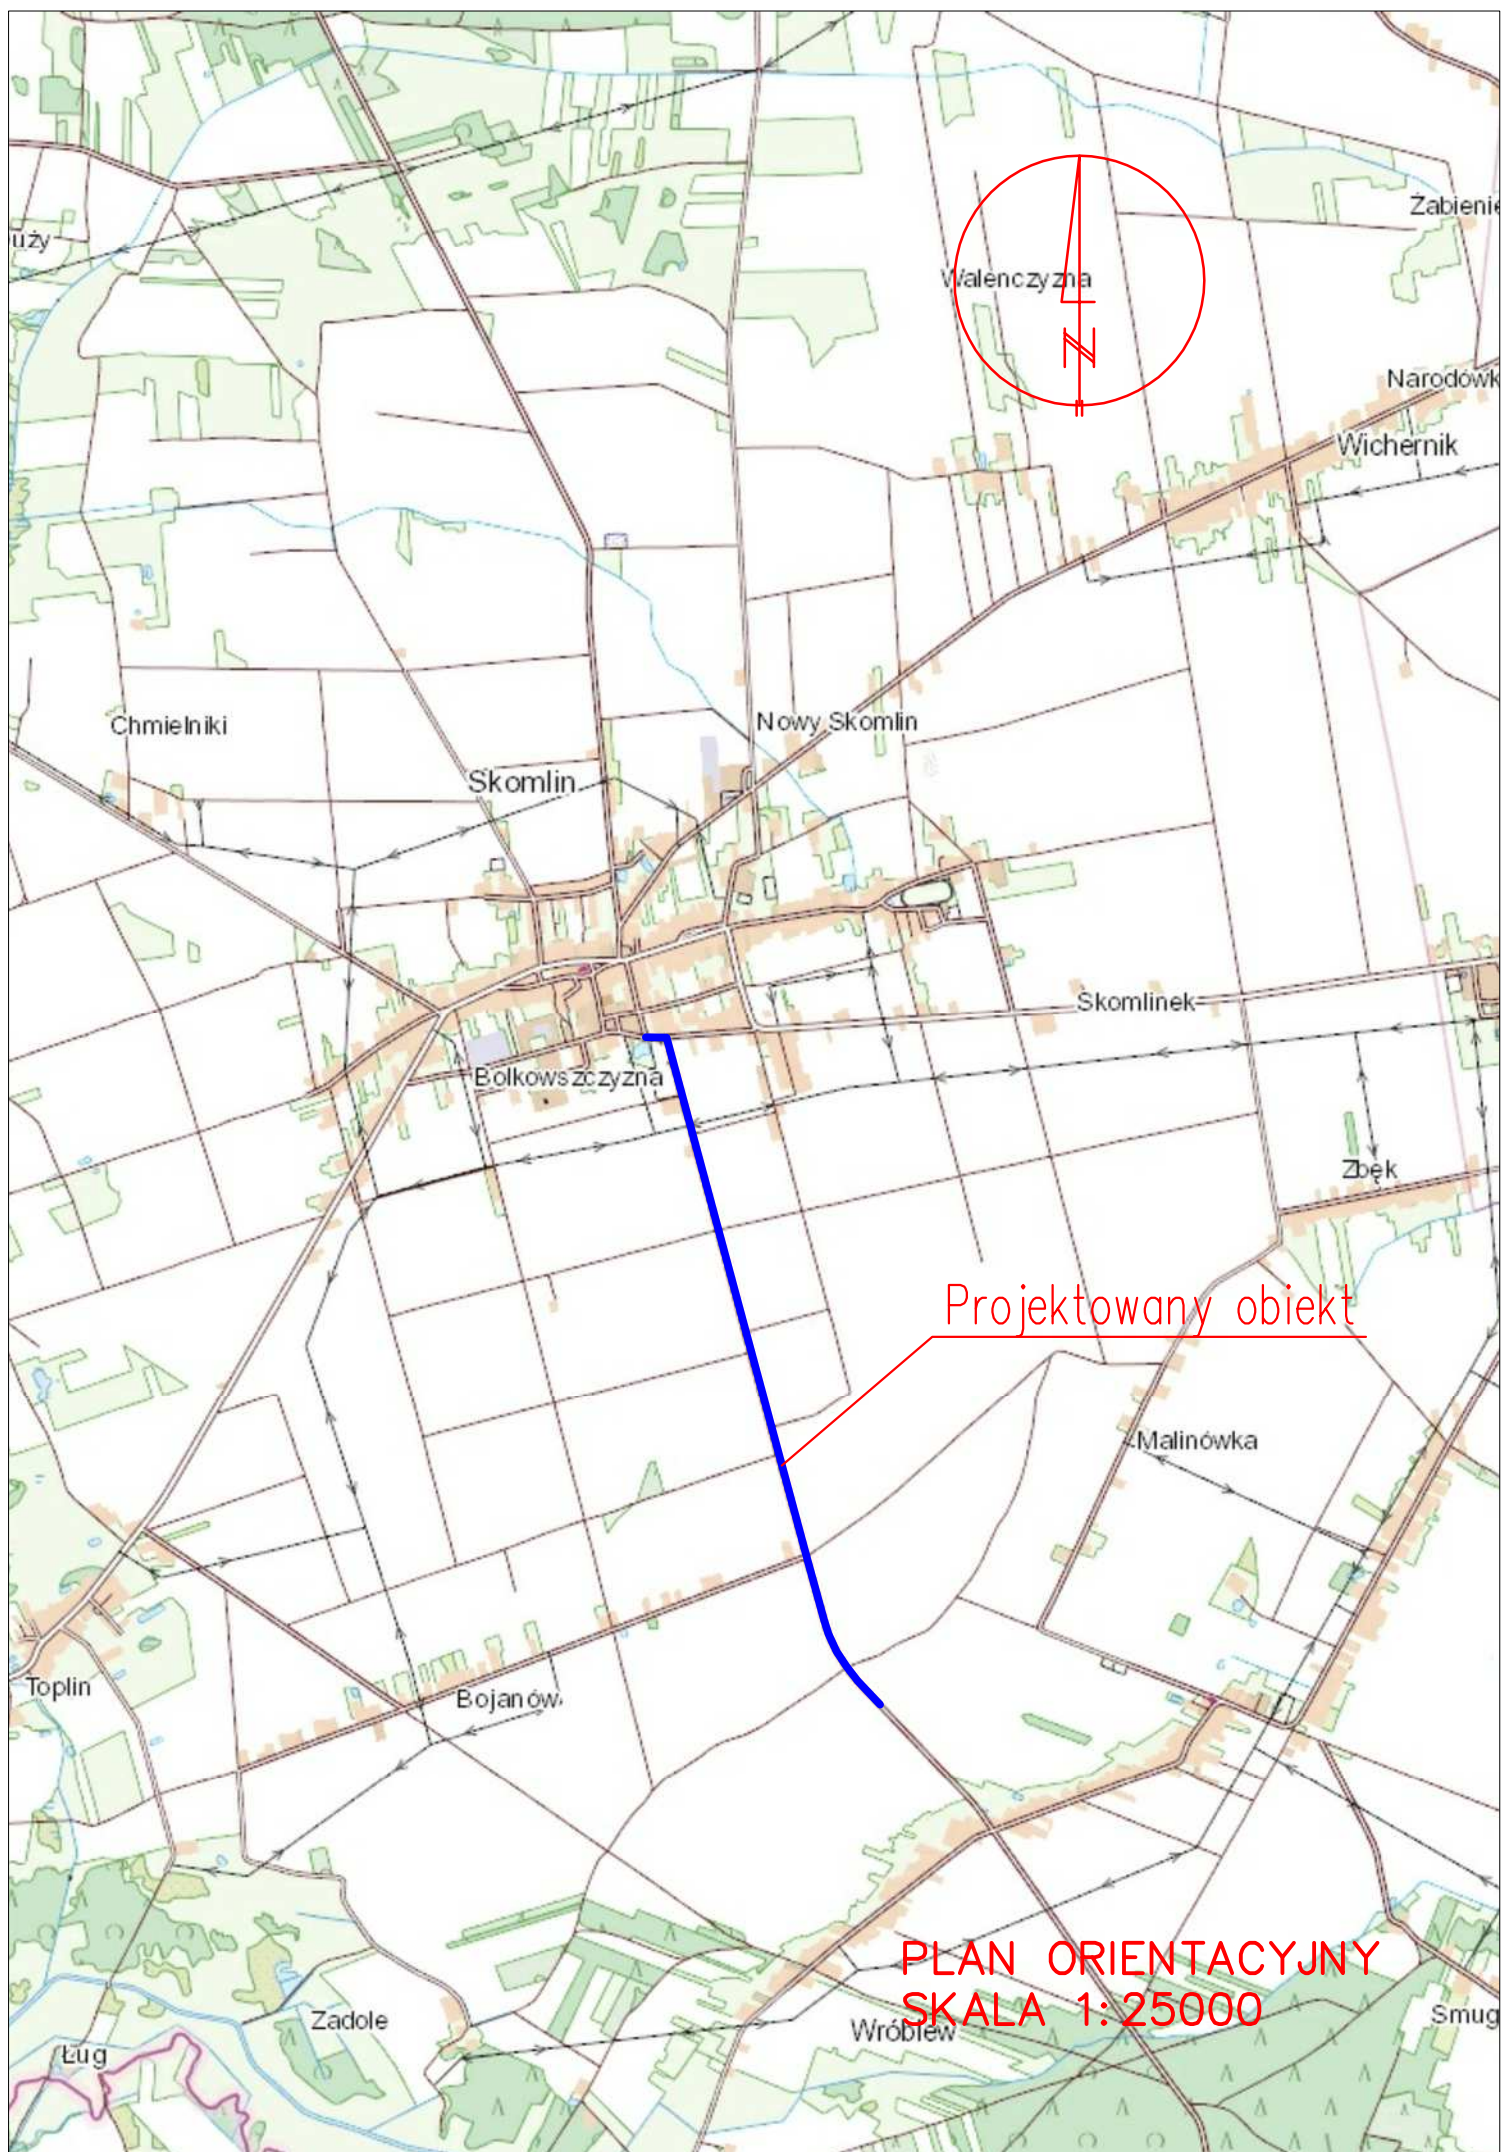 Żabienie
uży
Walenczyzna
N
Narodówk
Wichernik
Chmielniki
Nowy Skomlin
Skomlin
Skomlinek
Bolkowszczyzna
Zbęk
Projektowany obiekt
Malinówka
Toplin
Bojanów
PLAN ORIENTACYJNY
SKALA 1:25000
Zadole
Wróblew
Smug
Ług